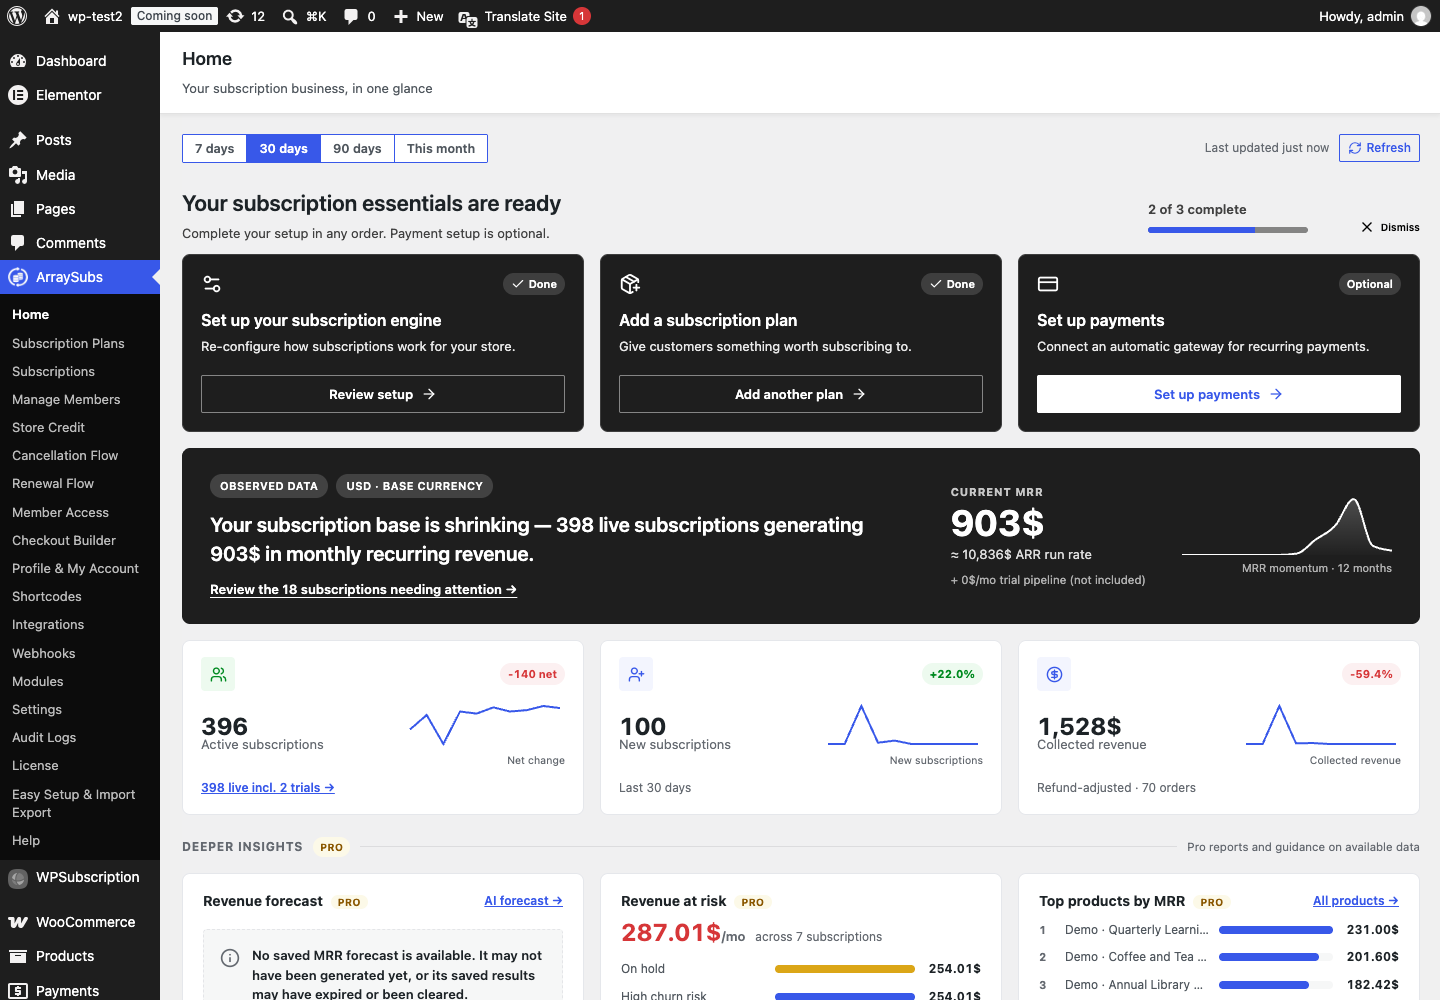 wp-test2
Coming soon
12
⌘K
0
New
Translate Site
1
Howdy, admin
Dashboard
Elementor
Posts
Media
Pages
Comments
ArraySubs
Home
Subscription Plans
Subscriptions
Manage Members
Store Credit
Cancellation Flow
Renewal Flow
Member Access
Checkout Builder
Profile & My Account
Shortcodes
Integrations
Webhooks
Modules
Settings
Audit Logs
License
Easy Setup & Import
Export
Help
WPSubscription
WooCommerce
Products
Payments
Home
Your subscription business, in one glance
7 days
30 days
90 days
This month
Last updated just now
Refresh
Your subscription essentials are ready
Complete your setup in any order. Payment setup is optional.
2 of 3 complete
Dismiss
Done
Set up your subscription engine
Re-configure how subscriptions work for your store.
Review setup →
Done
Add a subscription plan
Give customers something worth subscribing to.
Add another plan →
Optional
Set up payments
Connect an automatic gateway for recurring payments.
Set up payments →
OBSERVED DATA
USD · BASE CURRENCY
Your subscription base is shrinking — 398 live subscriptions generating
903$ in monthly recurring revenue.
Review the 18 subscriptions needing attention →
CURRENT MRR
903$
≈ 10,836$ ARR run rate
+ 0$/mo trial pipeline (not included)
MRR momentum · 12 months
-140 net
396
Active subscriptions
Net change
398 live incl. 2 trials →
+22.0%
100
New subscriptions
New subscriptions
Last 30 days
-59.4%
1,528$
Collected revenue
Collected revenue
Refund-adjusted · 70 orders
DEEPER INSIGHTS
PRO
Pro reports and guidance on available data
Revenue forecast
PRO
AI forecast →
No saved MRR forecast is available. It may not
have been generated yet, or its saved results
may have expired or been cleared.
Revenue at risk
PRO
287.01$/mo across 7 subscriptions
On hold
254.01$
High churn risk
254.01$
Top products by MRR
PRO
All products →
1 Demo · Quarterly Learni... 231.00$
2 Demo · Coffee and Tea ... 201.60$
3 Demo · Annual Library ... 182.42$